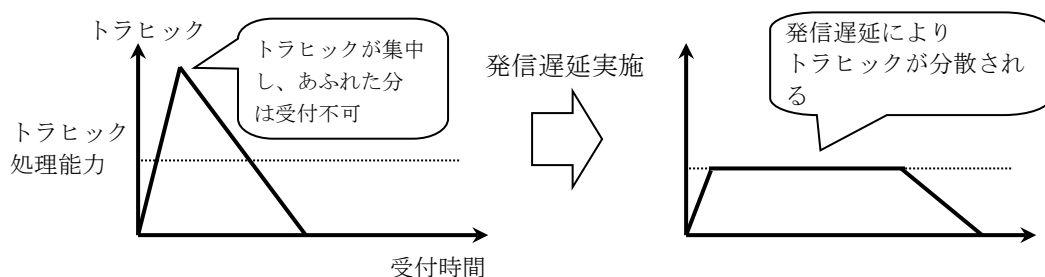 トラヒック
トラヒックが集中
し、あふれた分
は受付不可
トラヒック
処理能力
受付時間
発信遅延実施
発信遅延により
トラヒックが分散され
る